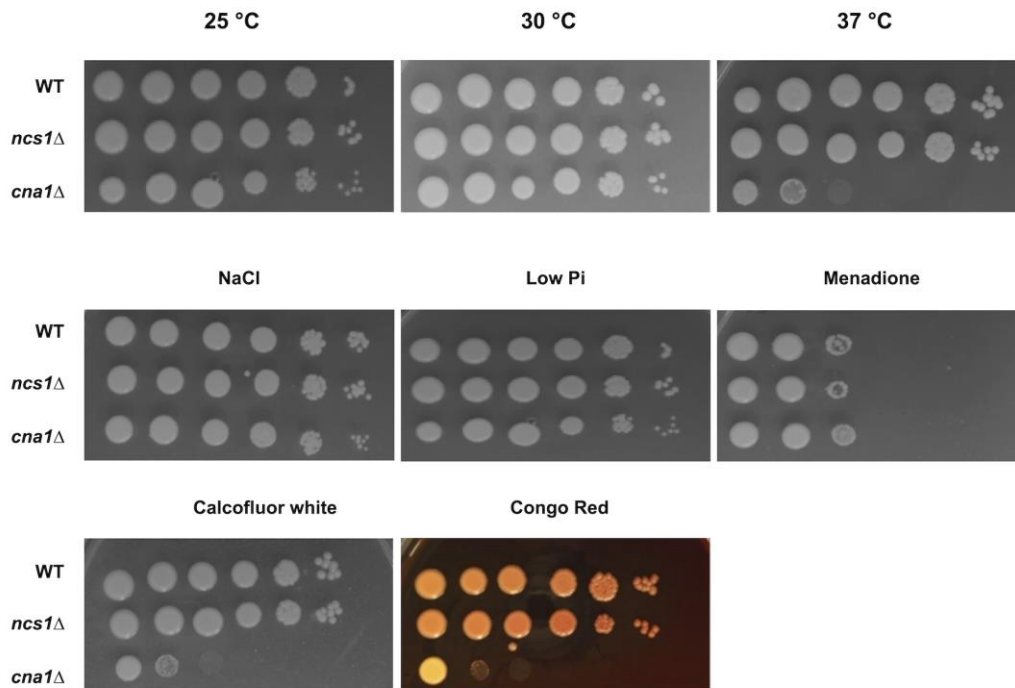 25 °C 30 °C 37 °C
WT
ncs1Δ
cna1Δ
NaCl Low Pi Menadione
WT
ncs1Δ
cna1Δ
Calcofluor white Congo Red
WT
ncs1Δ
cna1Δ